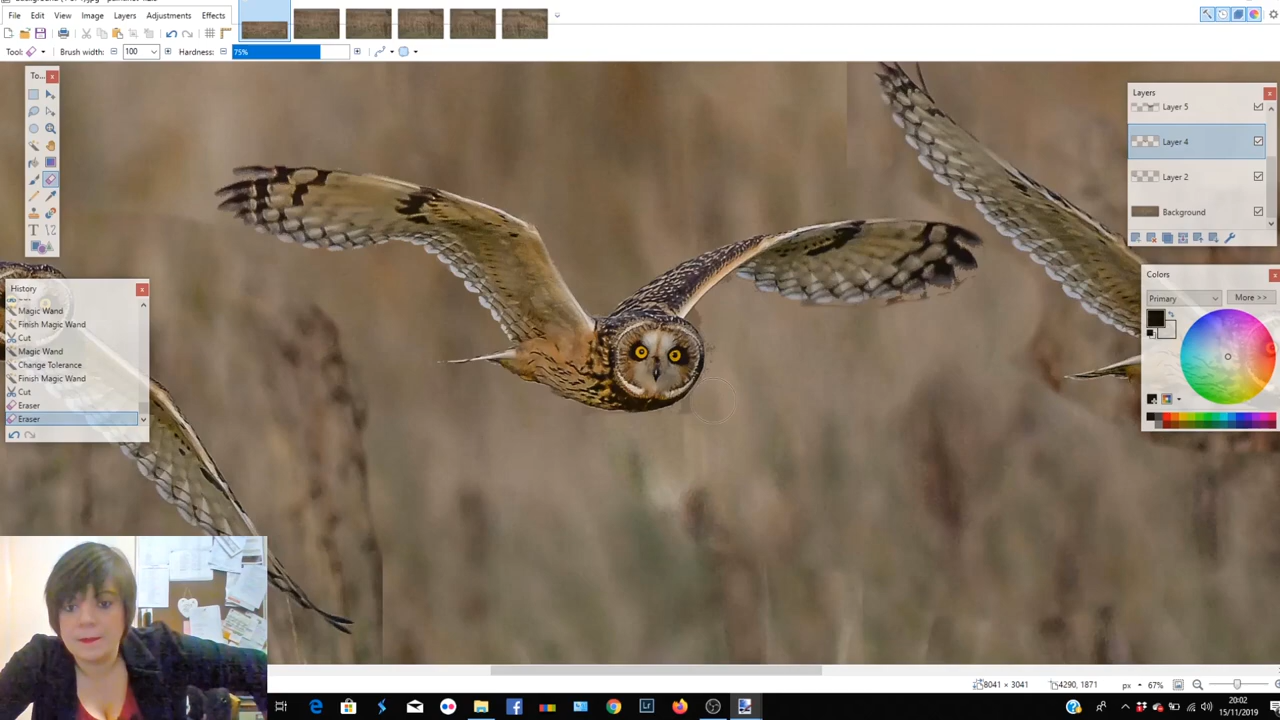 File Edit View Image Layers Adjustments Effects
Tool: Brush width: 100 Hardness: 75%
To...
Layers
Layer 5
Layer 4
Layer 2
Background
History
Magic Wand
Finish Magic Wand
Cut
Magic Wand
Change Tolerance
Finish Magic Wand
Cut
Eraser
Eraser
Colors
Primary More >>
8041 × 3041 4290, 1871 px 67%
20:02
15/11/2019